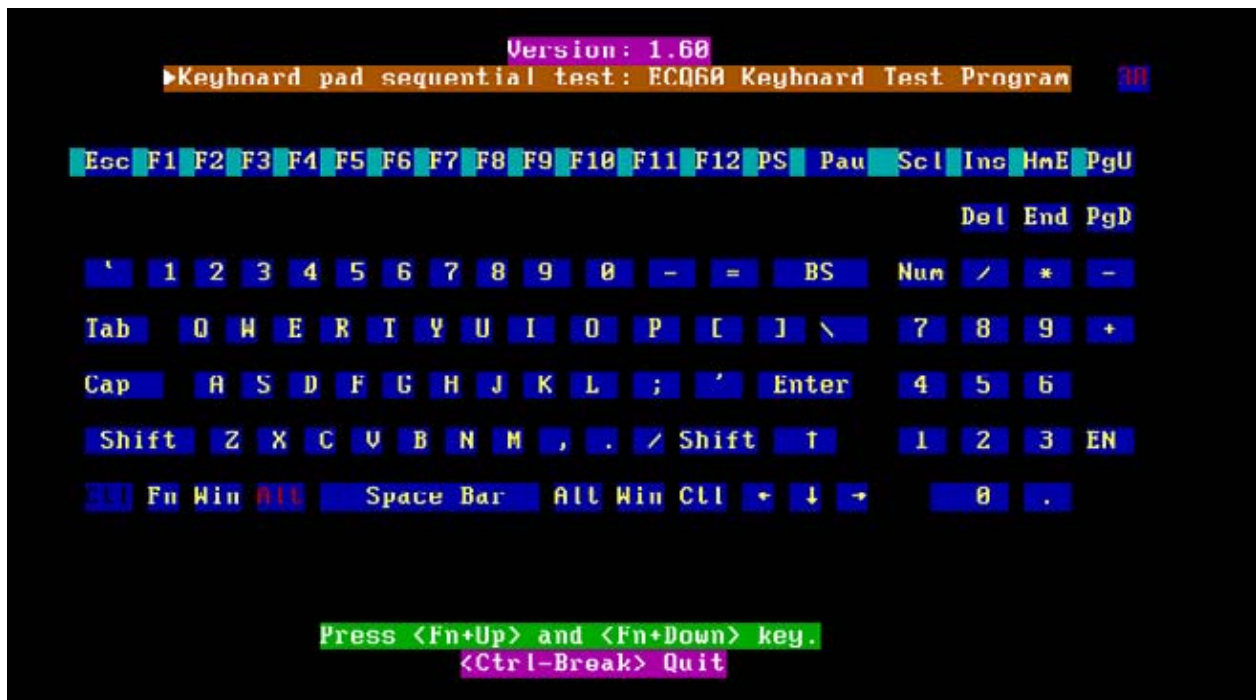 Version: 1.60
▶Keyboard pad sequential test: ECQ60 Keyboard Test Program 38
Esc F1 F2 F3 F4 F5 F6 F7 F8 F9 F10 F11 F12 PS Pau Scl Ins HmE PgU
Del End PgD
` 1 2 3 4 5 6 7 8 9 0 - = BS Num / * -
Tab Q W E R T Y U I O P [ ] \ 7 8 9 +
Cap A S D F G H J K L ; ' Enter 4 5 6
Shift Z X C V B N M , . / Shift ↑ 1 2 3 EN
Fn Win Alt Space Bar Alt Win Ctl ← ↓ → 0 .
Press <Fn+Up> and <Fn+Down> key.
<Ctrl-Break> Quit